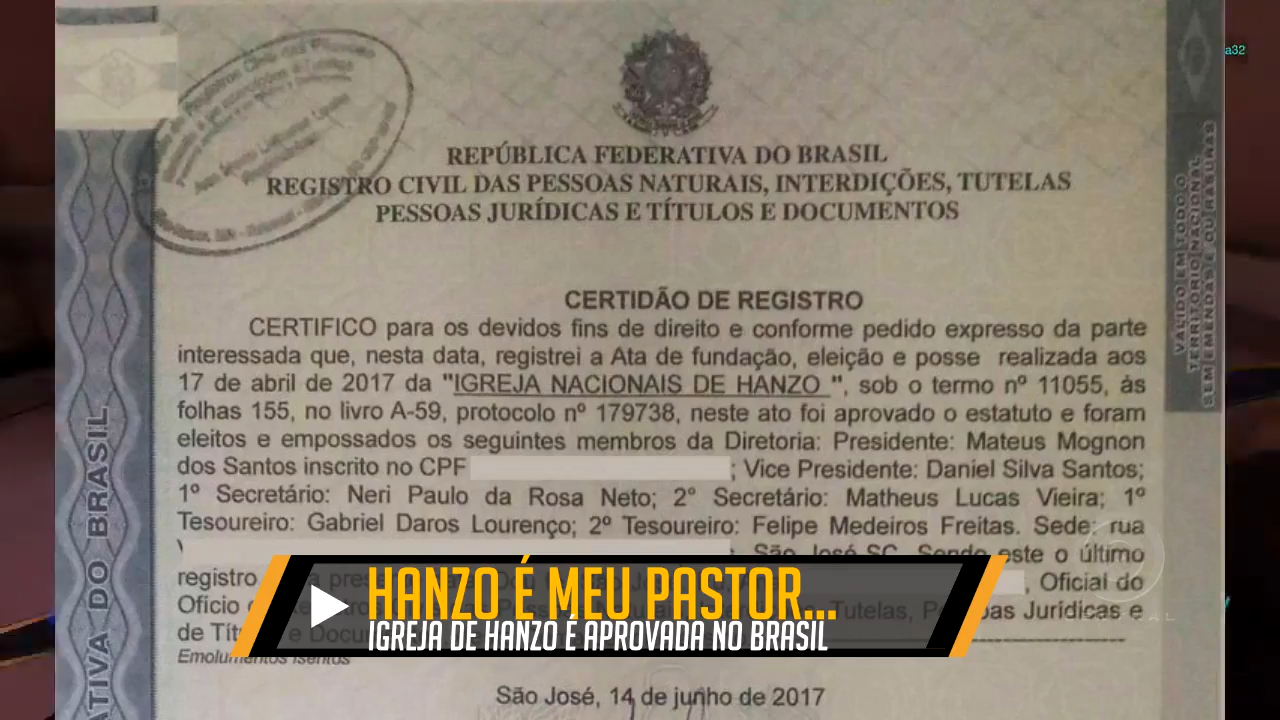 a32
REPÚBLICA FEDERATIVA DO BRASIL
REGISTRO CIVIL DAS PESSOAS NATURAIS, INTERDIÇÕES, TUTELAS
PESSOAS JURÍDICAS E TÍTULOS E DOCUMENTOS
VÁLIDO EM TODO O
TERRITÓRIO NACIONAL
SEM EMENDAS E OU RASURAS
ATIVA DO BRASIL
CERTIDÃO DE REGISTRO
CERTIFICO para os devidos fins de direito e conforme pedido expresso da parte
interessada que, nesta data, registrei a Ata de fundação, eleição e posse realizada aos
17 de abril de 2017 da "IGREJA NACIONAIS DE HANZO ", sob o termo nº 11055, às
folhas 155, no livro A-59, protocolo nº 179738, neste ato foi aprovado o estatuto e foram
eleitos e empossados os seguintes membros da Diretoria: Presidente: Mateus Mognon
dos Santos inscrito no CPF ; Vice Presidente: Daniel Silva Santos;
1º Secretário: Neri Paulo da Rosa Neto; 2° Secretário: Matheus Lucas Vieira; 1º
Tesoureiro: Gabriel Daros Lourenço; 2º Tesoureiro: Felipe Medeiros Freitas. Sede: rua
São José SC. Sendo este o último
registro , Oficial do
Ofício Tutelas, Jurídicas e
de
HANZO É MEU PASTOR...
IGREJA DE HANZO É APROVADA NO BRASIL
Emolumentos Isentos
São José, 14 de junho de 2017